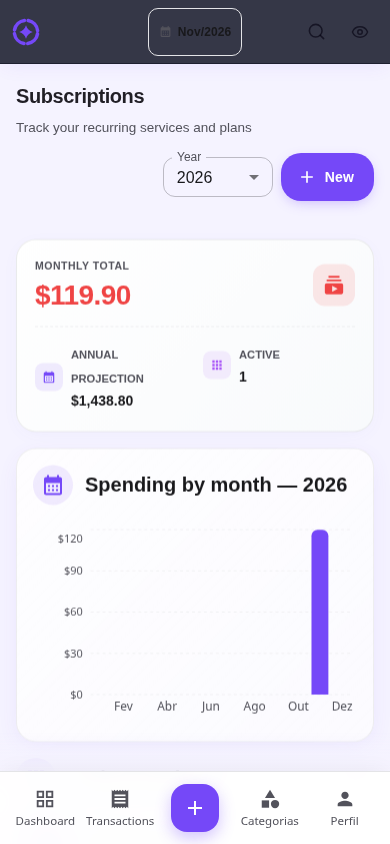 Nov/2026
Subscriptions
Track your recurring services and plans
Year
2026
New
MONTHLY TOTAL
$119.90
ANNUAL
PROJECTION
$1,438.80
ACTIVE
1
Spending by month — 2026
$120
$90
$60
$30
$0
Fev Abr Jun Ago Out Dez
Dashboard Transactions Categorias Perfil